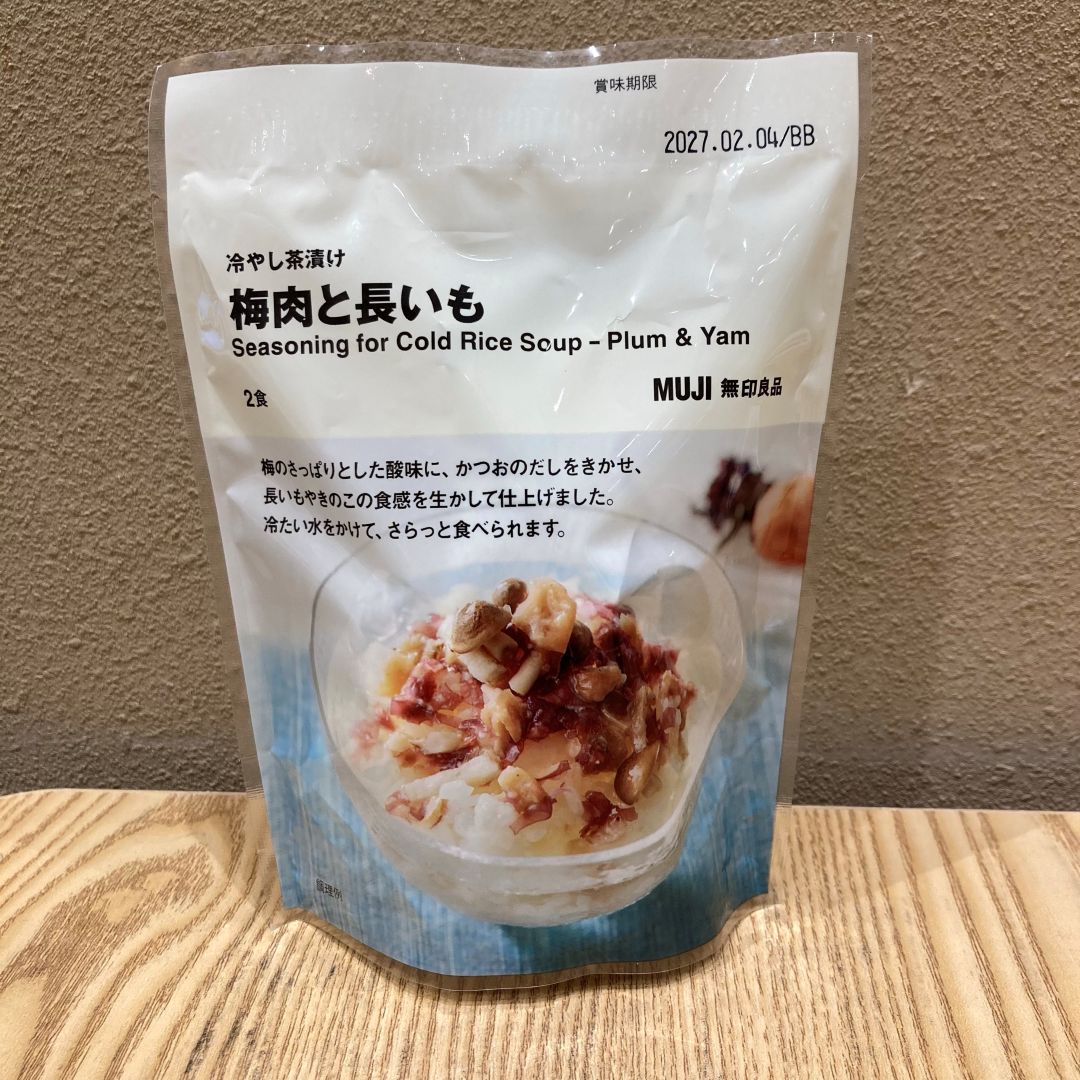 賞味期限
2027.02.04/BB
冷やし茶漬け
梅肉と長いも
Seasoning for Cold Rice Soup – Plum & Yam
2食
MUJI 無印良品
梅のさっぱりとした酸味に、かつおのだしをきかせ、
長いもやきのこの食感を生かして仕上げました。
冷たい水をかけて、さらっと食べられます。
調理例